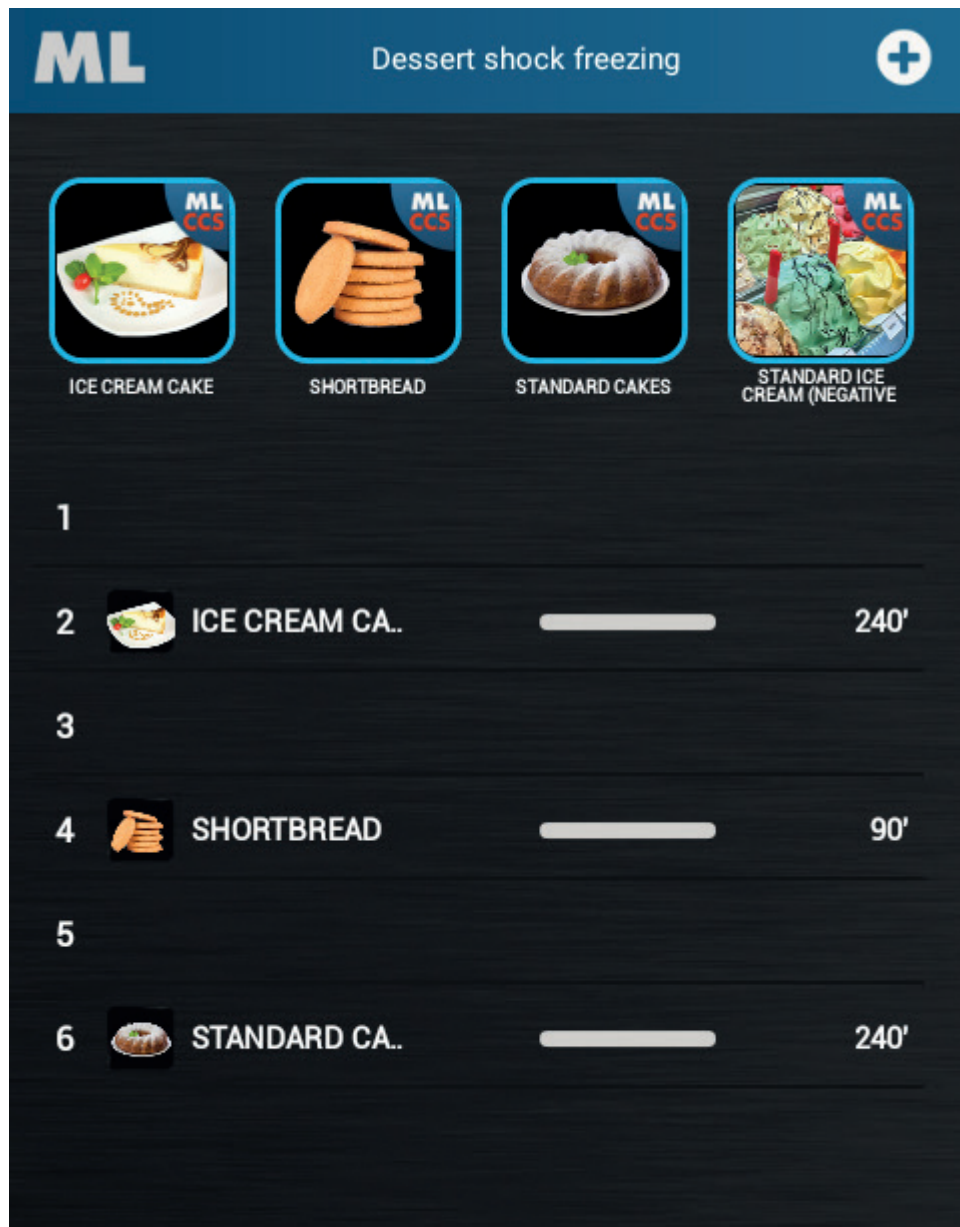 ML
Dessert shock freezing
ML
CCS
ML
CCS
ML
CCS
ML
CCS
ICE CREAM CAKE
SHORTBREAD
STANDARD CAKES
STANDARD ICE
CREAM (NEGATIVE
1
2 ICE CREAM CA.. 240'
3
4 SHORTBREAD 90'
5
6 STANDARD CA.. 240'